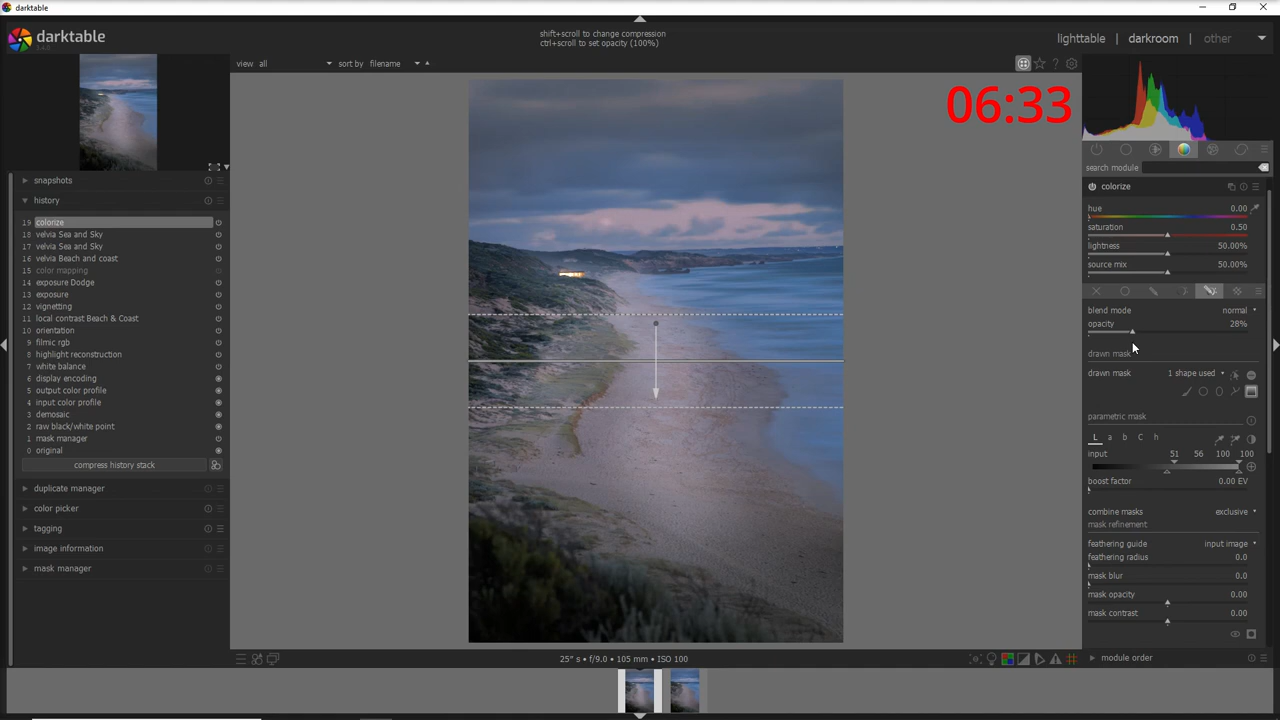 darktable
darktable
3.4.0
shift+scroll to change compression
ctrl+scroll to set opacity (100%)
lighttable | darkroom | other
view all
sort by filename
06:33
snapshots
history
19 colorize
18 velvia Sea and Sky
17 velvia Sea and Sky
16 velvia Beach and coast
15 color mapping
14 exposure Dodge
13 exposure
12 vignetting
11 local contrast Beach & Coast
10 orientation
9 filmic rgb
8 highlight reconstruction
7 white balance
6 display encoding
5 output color profile
4 input color profile
3 demosaic
2 raw black/white point
1 mask manager
0 original
compress history stack
duplicate manager
color picker
tagging
image information
mask manager
25" s • f/9.0 • 105 mm • ISO 100
search module
colorize
hue 0.00
saturation 0.50
lightness 50.00%
source mix 50.00%
blend mode normal
opacity 28%
drawn mask
drawn mask 1 shape used
parametric mask
L a b C h
input 51 56 100 100
boost factor 0.00 EV
combine masks exclusive
mask refinement
feathering guide input image
feathering radius 0.0
mask blur 0.0
mask opacity 0.00
mask contrast 0.00
module order